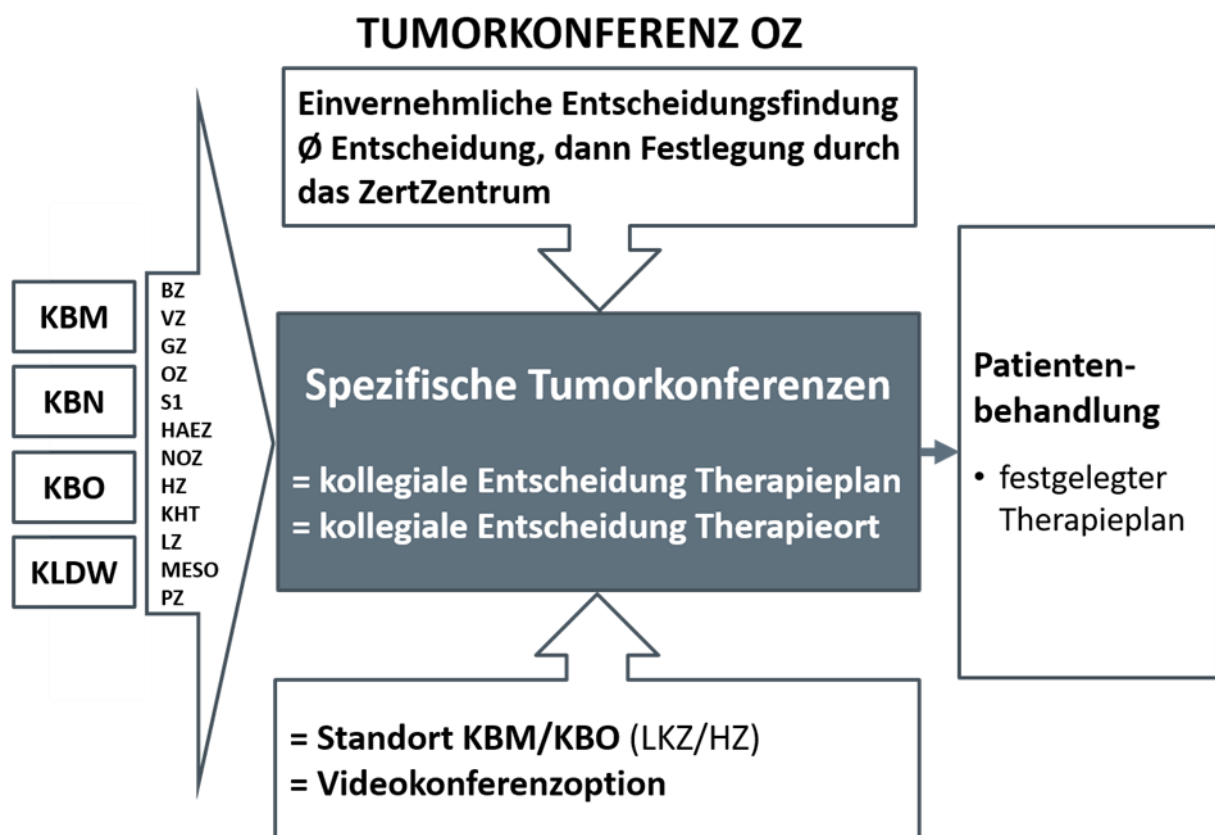 TUMORKONFERENZ OZ
Einvernehmliche Entscheidungsfindung
Ø Entscheidung, dann Festlegung durch
das ZertZentrum
KBM
KBN
KBO
KLDW
BZ
VZ
GZ
OZ
S1
HAEZ
NOZ
HZ
KHT
LZ
MESO
PZ
Spezifische Tumorkonferenzen
= kollegiale Entscheidung Therapieplan
= kollegiale Entscheidung Therapieort
Patienten-
behandlung
• festgelegter
Therapieplan
= Standort KBM/KBO (LKZ/HZ)
= Videokonferenzoption